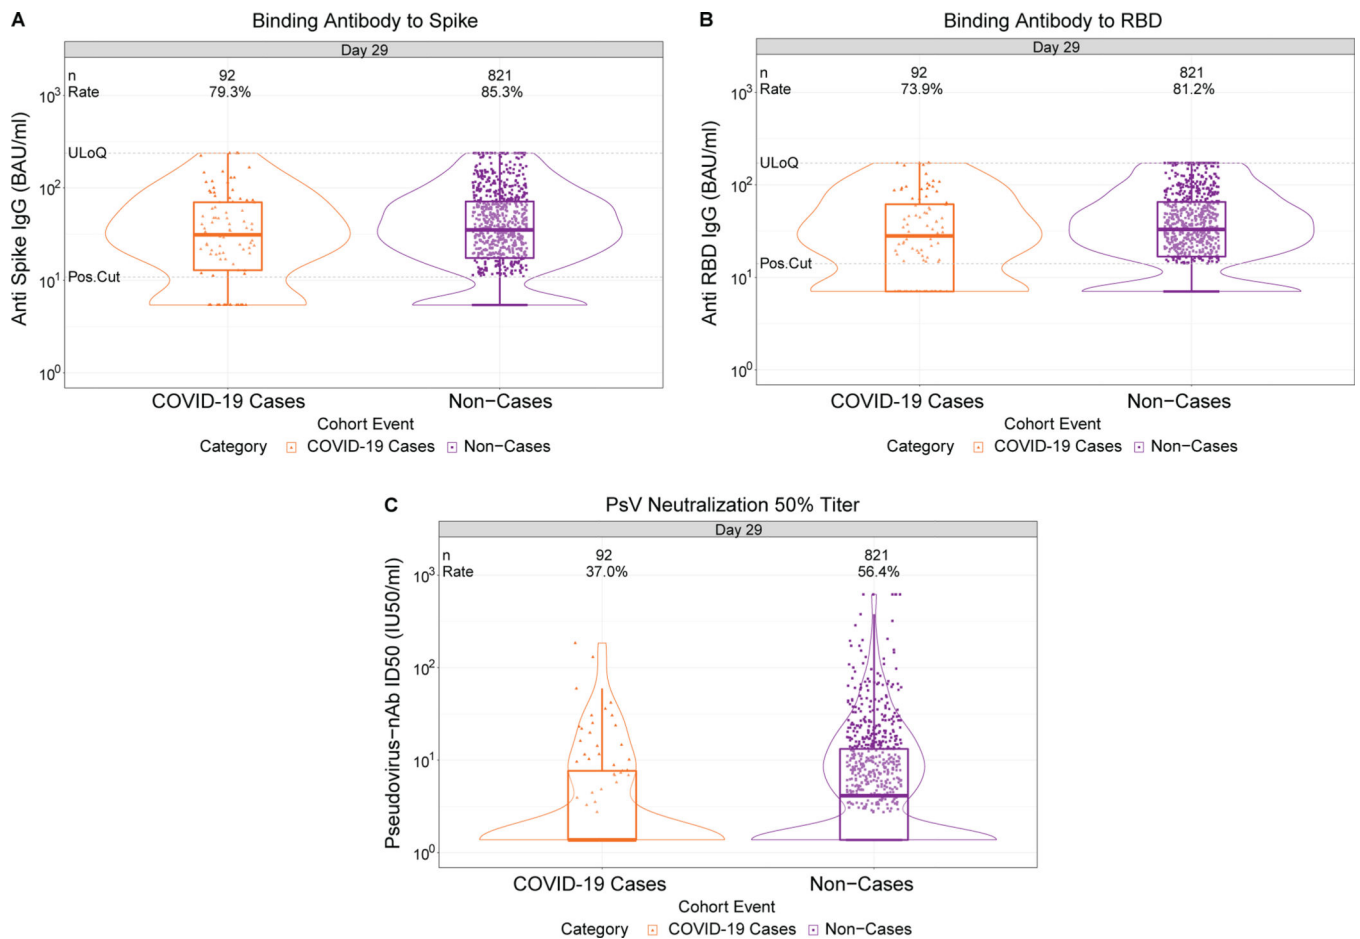 A Binding Antibody to Spike
Day 29
n 92 821
Rate 79.3% 85.3%
10³
ULoQ
10²
Pos.Cut
10¹
10⁰
Anti Spike IgG (BAU/ml)
COVID-19 Cases Non−Cases
Cohort Event
Category COVID-19 Cases Non−Cases
B Binding Antibody to RBD
Day 29
n 92 821
Rate 73.9% 81.2%
10³
ULoQ
10²
Pos.Cut
10¹
10⁰
Anti RBD IgG (BAU/ml)
COVID-19 Cases Non−Cases
Cohort Event
Category COVID-19 Cases Non−Cases
C PsV Neutralization 50% Titer
Day 29
n 92 821
Rate 37.0% 56.4%
10³
10²
10¹
10⁰
Pseudovirus−nAb ID50 (IU50/ml)
COVID-19 Cases Non−Cases
Cohort Event
Category COVID-19 Cases Non−Cases